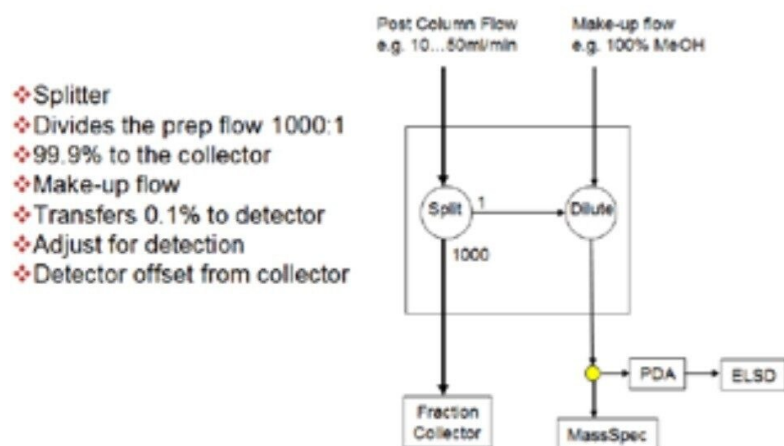 Splitter
Divides the prep flow 1000:1
99.9% to the collector
Make-up flow
Transfers 0.1% to detector
Adjust for detection
Detector offset from collector
Post Column Flow
e.g. 10...50ml/min
Make-up flow
e.g. 100% MeOH
Split
1
Dilute
1000
PDA
ELSD
Fraction
Collector
MassSpec